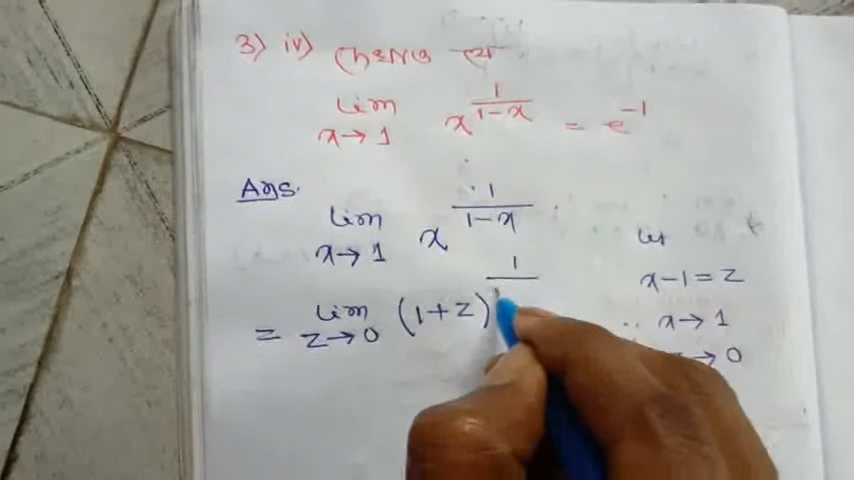 3) iv) দেখাও যে
lim x→1 x^(1/(1-x)) = e^(-1)
Ans.
lim x→1 x^(1/(1-x))
let
x-1=z
∴ x→1
z→0
= lim z→0 (1+z)^(1/